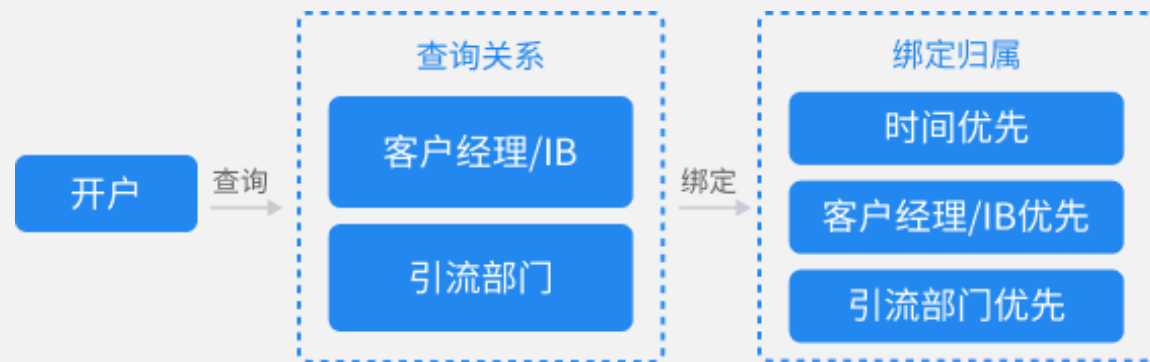 开户
查询
查询关系
客户经理/IB
引流部门
绑定
绑定归属
时间优先
客户经理/IB优先
引流部门优先